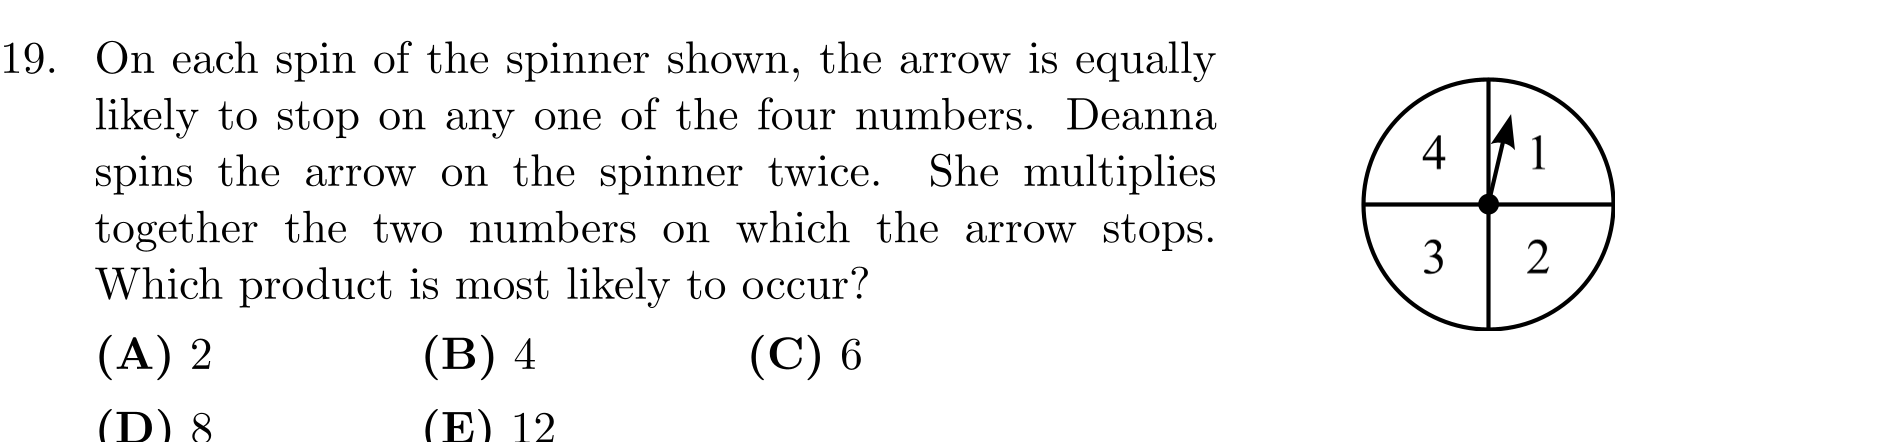 19. On each spin of the spinner shown, the arrow is equally
likely to stop on any one of the four numbers. Deanna
spins the arrow on the spinner twice. She multiplies
together the two numbers on which the arrow stops.
Which product is most likely to occur?
(A) 2 (B) 4 (C) 6
(D) 8 (E) 12
4 1
3 2